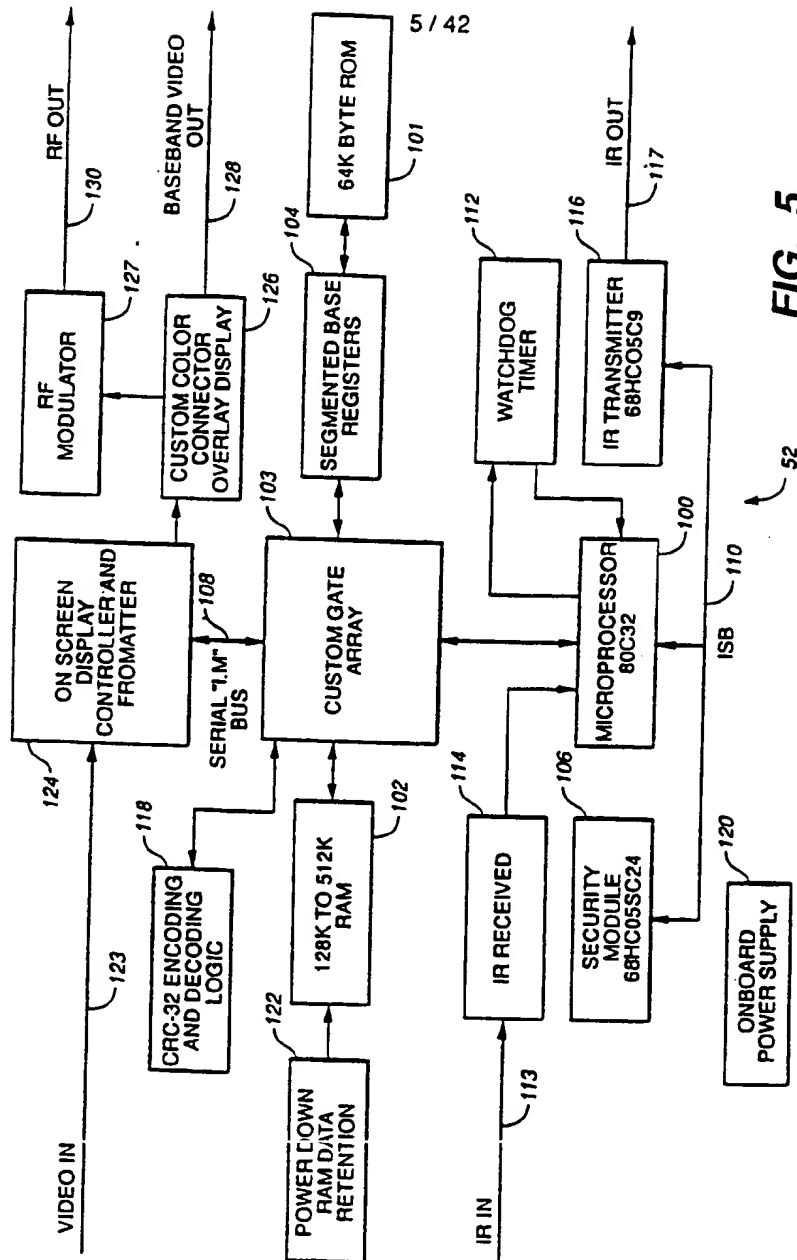 5 / 42
VIDEO IN
123
124
ON SCREEN
DISPLAY
CONTROLLER AND
FROMATTER
RF
MODULATOR
127
RF OUT
130
CUSTOM COLOR
CONNECTOR
OVERLAY DISPLAY
126
BASEBAND VIDEO
OUT
128
SERIAL "I.M"
BUS
108
118
CRC-32 ENCODING
AND DECODING
LOGIC
103
CUSTOM GATE
ARRAY
104
SEGMENTED BASE
REGISTERS
64K BYTE ROM
101
122
POWER DOWN
RAM DATA
RETENTION
128K TO 512K
RAM
102
IR IN
113
114
IR RECEIVED
112
WATCHDOG
TIMER
MICROPROCESSOR
80C32
100
106
SECURITY
MODULE
68HC05SC24
116
IR TRANSMITTER
68HCO5C9
IR OUT
117
ISB
110
120
ONBOARD
POWER SUPPLY
52
FIG. 5